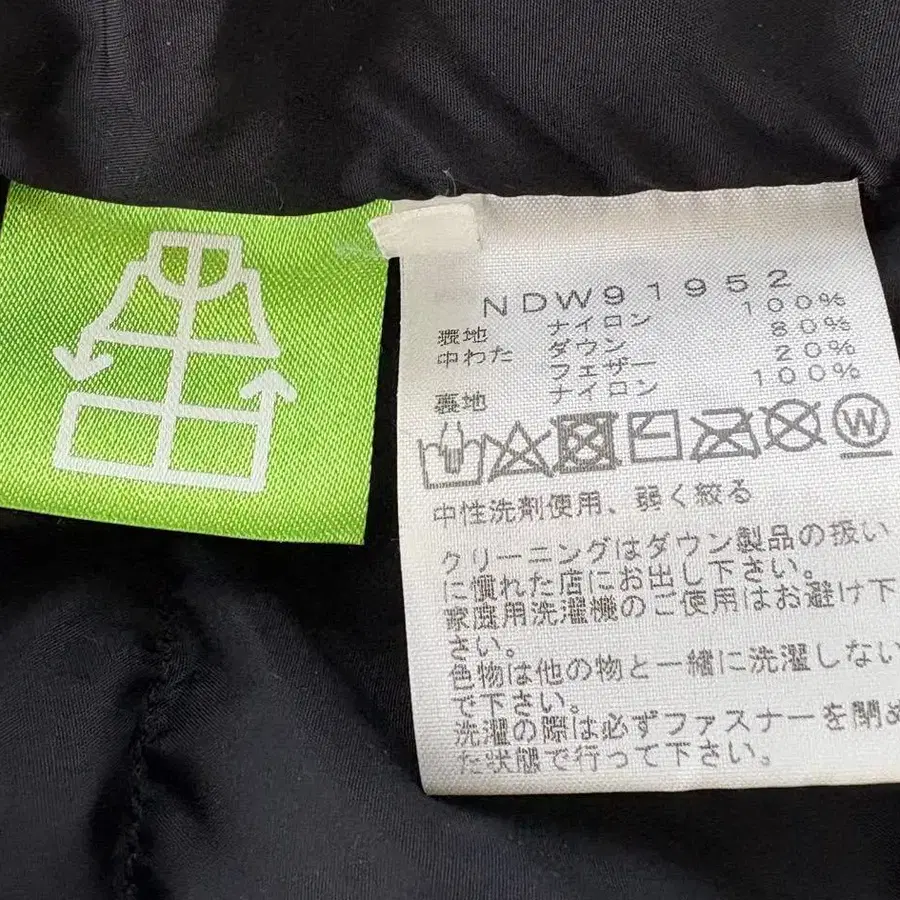 NDW91952
表地 ナイロン 100%
中わた ダウン 80%
フェザー 20%
裏地 ナイロン 100%
W
中性洗剤使用、弱く絞る
クリーニングはダウン製品の扱い
に慣れた店にお出し下さい。
家庭用洗濯機のご使用はお避け下
さい。
色物は他の物と一緒に洗濯しない
で下さい。
洗濯の際は必ずファスナーを閉め
た状態で行って下さい。